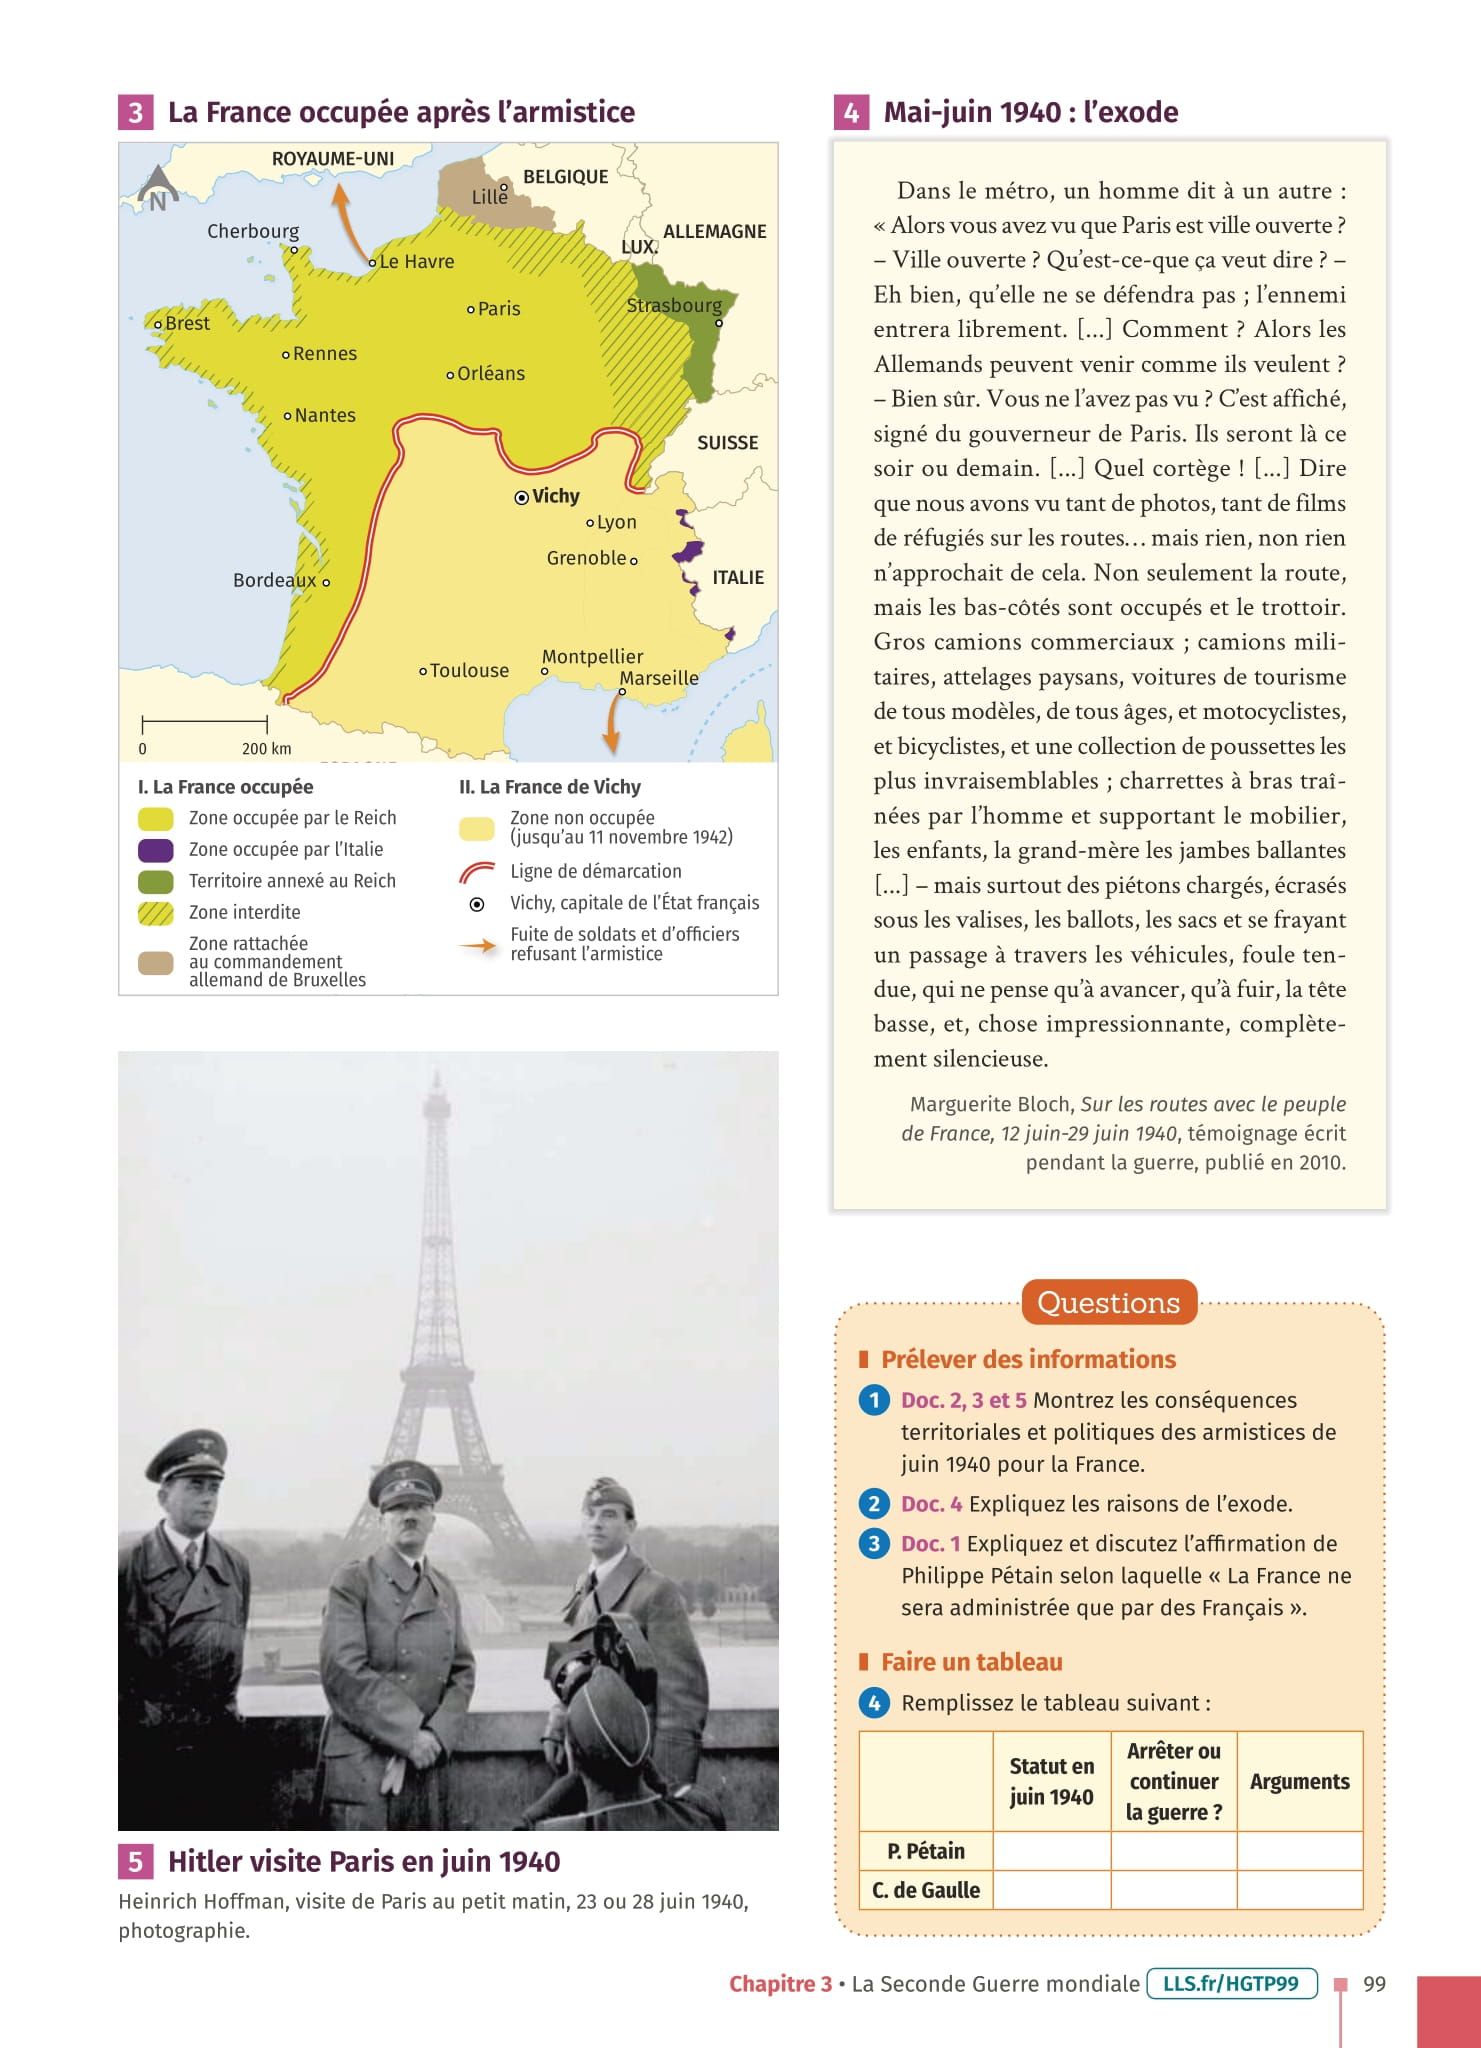 3 La France occupée après l'armistice
ROYAUME-UNI
N
BELGIQUE
Lille
ALLEMAGNE
LUX.
Cherbourg
Le Havre
Strasbourg
Paris
Brest
Rennes
Orléans
Nantes
SUISSE
Vichy
Lyon
Grenoble
ITALIE
Bordeaux
Montpellier
Toulouse
Marseille
0 200 km
I. La France occupée
Zone occupée par le Reich
Zone occupée par l'Italie
Territoire annexé au Reich
Zone interdite
Zone rattachée
au commandement
allemand de Bruxelles
II. La France de Vichy
Zone non occupée
(jusqu'au 11 novembre 1942)
Ligne de démarcation
Vichy, capitale de l'État français
Fuite de soldats et d'officiers
refusant l'armistice
5 Hitler visite Paris en juin 1940
Heinrich Hoffman, visite de Paris au petit matin, 23 ou 28 juin 1940,
photographie.
4 Mai-juin 1940 : l'exode
Dans le métro, un homme dit à un autre :
« Alors vous avez vu que Paris est ville ouverte ?
– Ville ouverte ? Qu'est-ce-que ça veut dire ? –
Eh bien, qu'elle ne se défendra pas ; l'ennemi
entrera librement. [...] Comment ? Alors les
Allemands peuvent venir comme ils veulent ?
– Bien sûr. Vous ne l'avez pas vu ? C'est affiché,
signé du gouverneur de Paris. Ils seront là ce
soir ou demain. [...] Quel cortège ! [...] Dire
que nous avons vu tant de photos, tant de films
de réfugiés sur les routes... mais rien, non rien
n'approchait de cela. Non seulement la route,
mais les bas-côtés sont occupés et le trottoir.
Gros camions commerciaux ; camions mili-
taires, attelages paysans, voitures de tourisme
de tous modèles, de tous âges, et motocyclistes,
et bicyclistes, et une collection de poussettes les
plus invraisemblables ; charrettes à bras traî-
nées par l'homme et supportant le mobilier,
les enfants, la grand-mère les jambes ballantes
[...] – mais surtout des piétons chargés, écrasés
sous les valises, les ballots, les sacs et se frayant
un passage à travers les véhicules, foule ten-
due, qui ne pense qu'à avancer, qu'à fuir, la tête
basse, et, chose impressionnante, complète-
ment silencieuse.
Marguerite Bloch, Sur les routes avec le peuple
de France, 12 juin-29 juin 1940, témoignage écrit
pendant la guerre, publié en 2010.
Questions
Prélever des informations
1 Doc. 2, 3 et 5 Montrez les conséquences
territoriales et politiques des armistices de
juin 1940 pour la France.
2 Doc. 4 Expliquez les raisons de l'exode.
3 Doc. 1 Expliquez et discutez l'affirmation de
Philippe Pétain selon laquelle « La France ne
sera administrée que par des Français ».
Faire un tableau
4 Remplissez le tableau suivant :
Statut en
juin 1940
Arrêter ou
continuer
la guerre ?
Arguments
P. Pétain
C. de Gaulle
Chapitre 3 • La Seconde Guerre mondiale LLS.fr/HGTP99 99